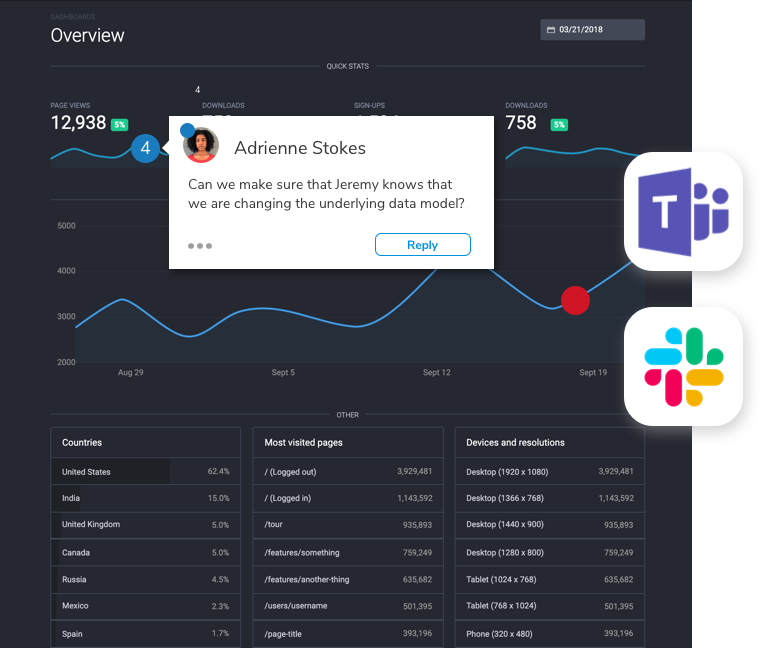 DASHBOARDS
Overview
03/21/2018
QUICK STATS
4
PAGE VIEWS
DOWNLOADS
SIGN-UPS
DOWNLOADS
12,938
5%
758
5%
4
Adrienne Stokes
Can we make sure that Jeremy knows that
we are changing the underlying data model?
Reply
T
5000
4000
3000
2000
Aug 29
Sept 5
Sept 12
Sept 19
OTHER
Countries
United States 62.4%
India 15.0%
United Kingdom 5.0%
Canada 5.0%
Russia 4.5%
Mexico 2.3%
Spain 1.7%
Most visited pages
/ (Logged out) 3,929,481
/ (Logged in) 1,143,592
/tour 935,893
/features/something 759,249
/features/another-thing 635,682
/users/username 501,395
/page-title 393,196
Devices and resolutions
Desktop (1920 x 1080) 3,929,481
Desktop (1366 x 768) 1,143,592
Desktop (1440 x 900) 935,893
Desktop (1280 x 800) 759,249
Tablet (1024 x 768) 635,682
Tablet (768 x 1024) 501,395
Phone (320 x 480) 393,196